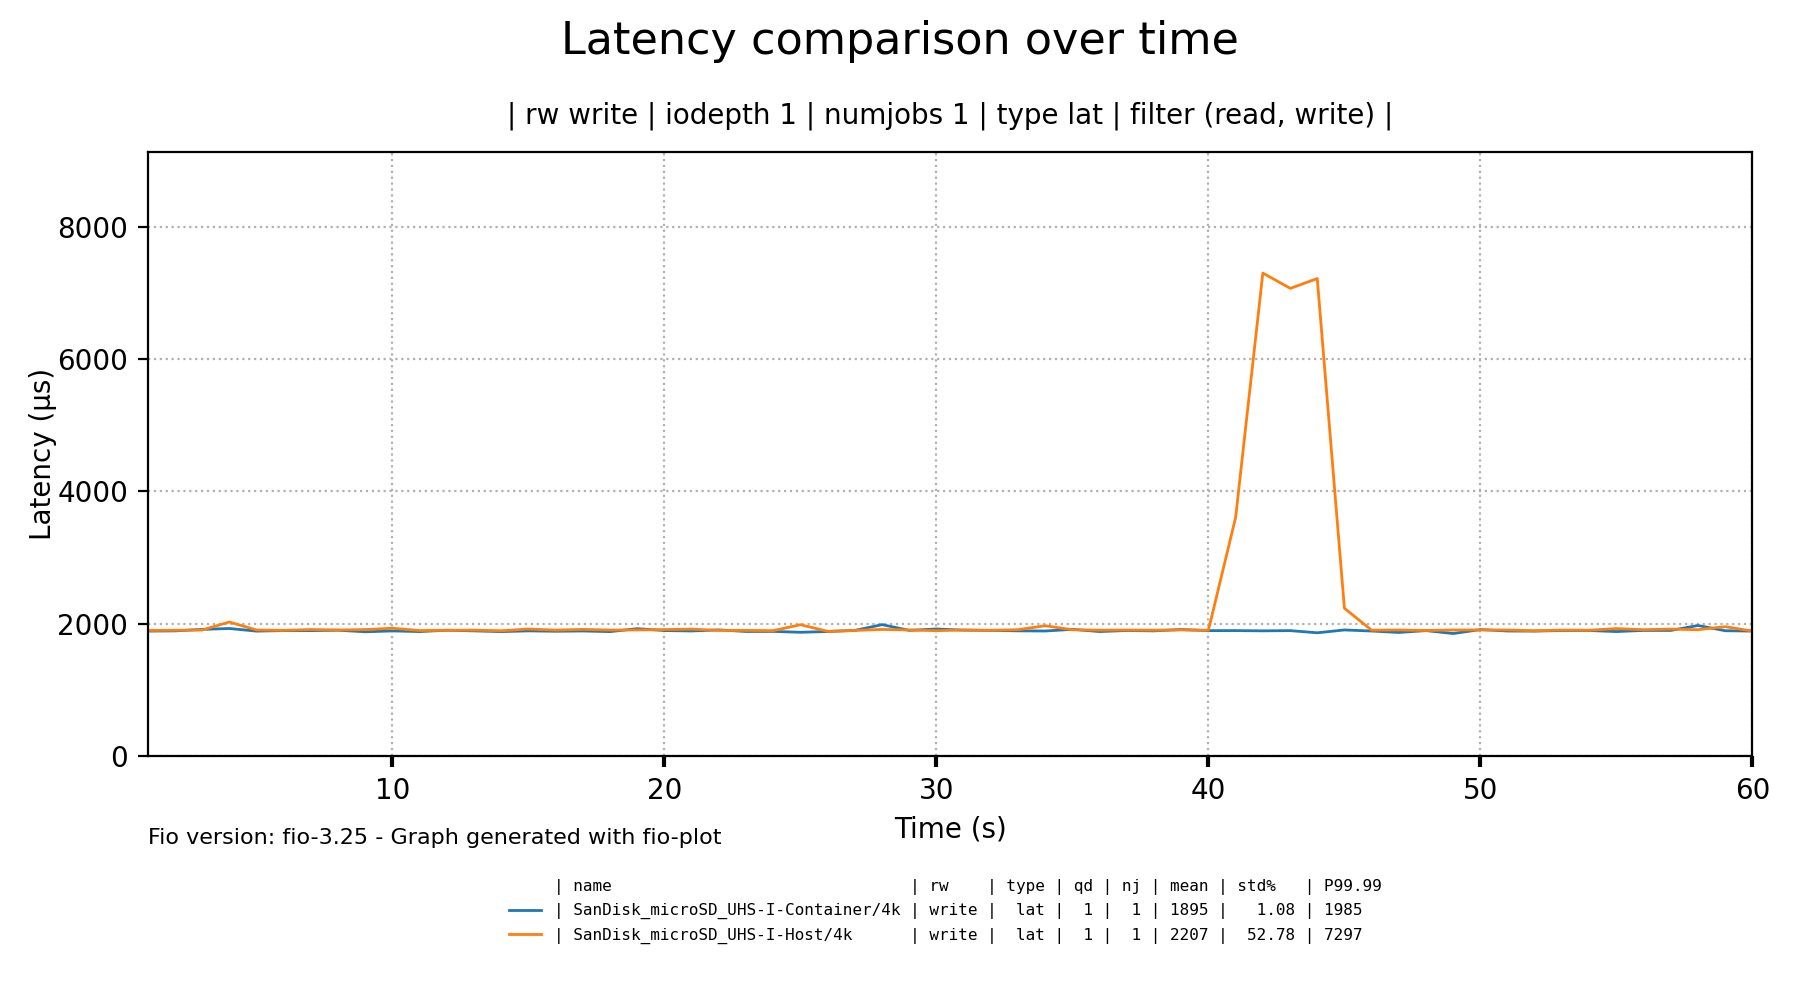 Latency comparison over time
| rw write | iodepth 1 | numjobs 1 | type lat | filter (read, write) |
Latency (µs)
8000
6000
4000
2000
0
10 20 30 40 50 60
Time (s)
Fio version: fio-3.25 - Graph generated with fio-plot
| name | rw | type | qd | nj | mean | std% | P99.99
| SanDisk_microSD_UHS-I-Container/4k | write | lat | 1 | 1 | 1895 | 1.08 | 1985
| SanDisk_microSD_UHS-I-Host/4k | write | lat | 1 | 1 | 2207 | 52.78 | 7297